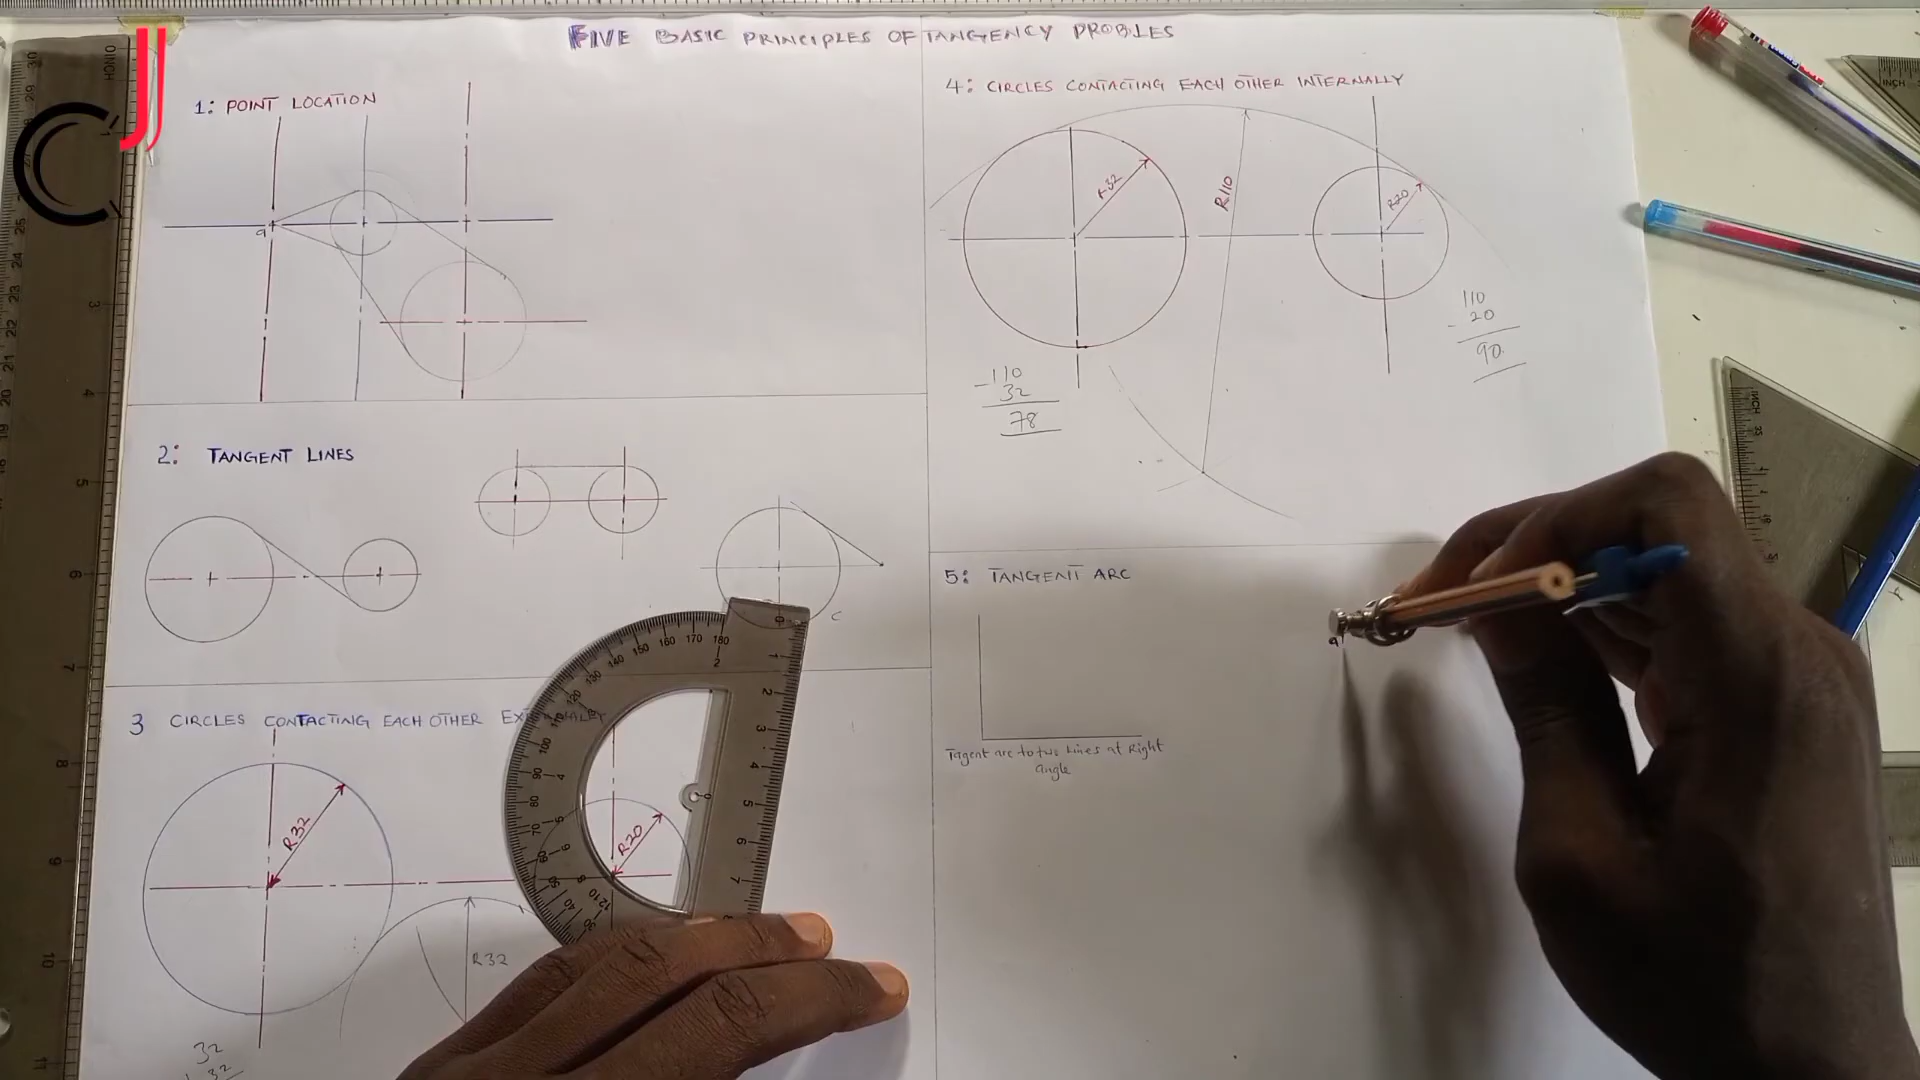 FIVE BASIC PRINCIPLES OF TANGENCY PROBLES
CJ
1: POINT LOCATION
a
2: TANGENT LINES
C
3 CIRCLES CONTACTING EACH OTHER
R32
R20
R32
32
32
4: CIRCLES CONTACTING EACH OTHER INTERNALLY
R32
R110
R20
-110
32
78
110
- 20
90
5: TANGENT ARC
a
Tagent arc to two Lines at Right
angle